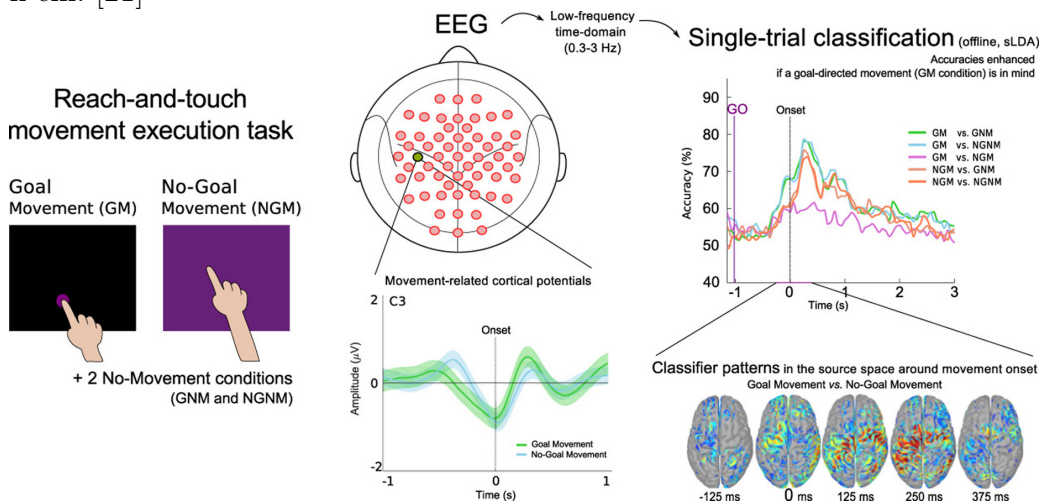 EEG
Low-frequency
time-domain
(0.3-3 Hz)
Single-trial classification (offline, sLDA)
Accuracies enhanced
if a goal-directed movement (GM condition) is in mind
Reach-and-touch
movement execution task
Goal
Movement (GM)
No-Goal
Movement (NGM)
+ 2 No-Movement conditions
(GNM and NGNM)
Movement-related cortical potentials
C3
Onset
Amplitude (μV)
2
0
-2
-1
0
1
Time (s)
Goal Movement
No-Goal Movement
GO
Onset
Accuracy (%)
90
80
70
60
50
40
-1
0
1
2
3
Time (s)
GM vs. GNM
GM vs. NGNM
GM vs. NGM
NGM vs. GNM
NGM vs. NGNM
Classifier patterns in the source space around movement onset
Goal Movement vs. No-Goal Movement
-125 ms
0 ms
125 ms
250 ms
375 ms